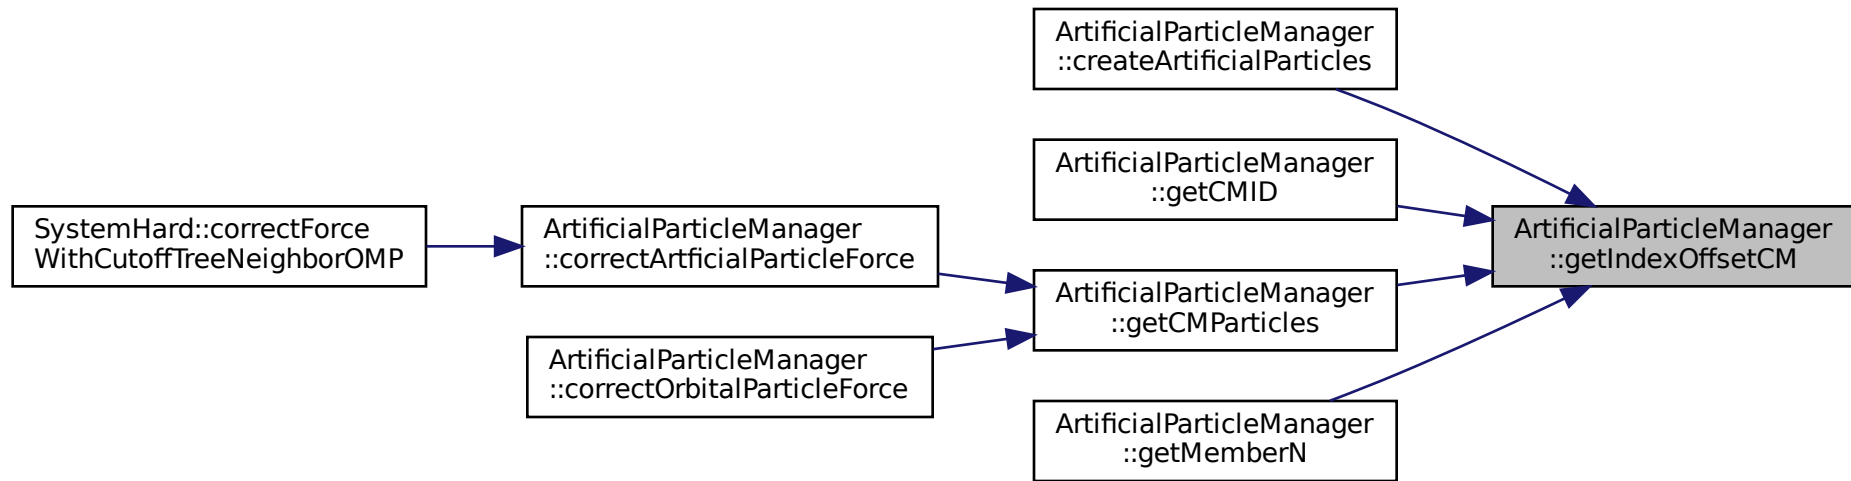 ArtificialParticleManager
::createArtificialParticles
ArtificialParticleManager
::getCMID
SystemHard::correctForce
WithCutoffTreeNeighborOMP
ArtificialParticleManager
::correctArtficialParticleForce
ArtificialParticleManager
::getCMParticles
ArtificialParticleManager
::getIndexOffsetCM
ArtificialParticleManager
::correctOrbitalParticleForce
ArtificialParticleManager
::getMemberN